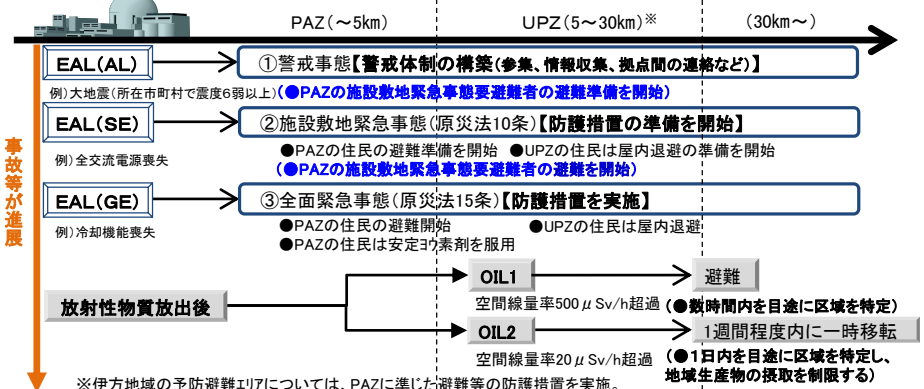 PAZ(~5km)
UPZ(5~30km)※
(30km~)
EAL(AL)
①警戒事態【警戒体制の構築(参集、情報収集、拠点間の連絡など)】
例)大地震(所在市町村で震度6弱以上)(●PAZの施設敷地緊急事態要避難者の避難準備を開始)
EAL(SE)
②施設敷地緊急事態(原災法10条)【防護措置の準備を開始】
例)全交流電源喪失
●PAZの住民の避難準備を開始 ●UPZの住民は屋内退避の準備を開始
(●PAZの施設敷地緊急事態要避難者の避難を開始)
EAL(GE)
③全面緊急事態(原災法15条)【防護措置を実施】
例)冷却機能喪失
●PAZの住民の避難開始 ●UPZの住民は屋内退避
●PAZの住民は安定ヨウ素剤を服用
事故等が進展
放射性物質放出後
OIL1
避難
空間線量率500μSv/h超過
(●数時間内を目途に区域を特定)
OIL2
1週間程度内に一時移転
空間線量率20μSv/h超過
(●1日内を目途に区域を特定し、
地域生産物の摂取を制限する)
※伊方地域の予防避難エリアについては、PAZに準じた避難等の防護措置を実施。